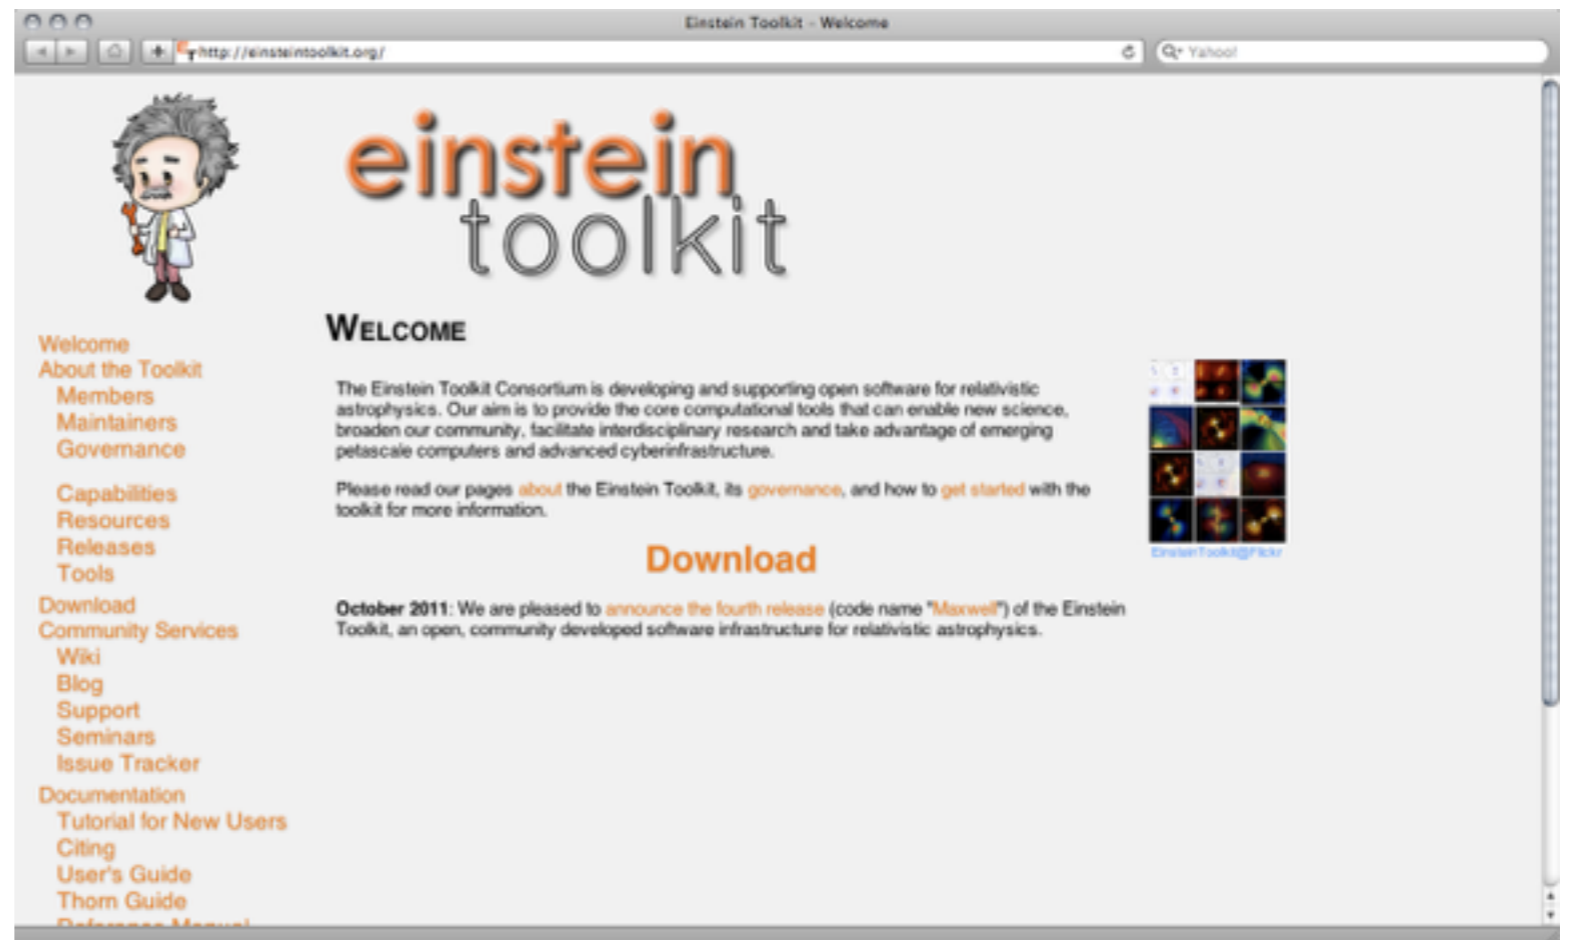 Einstein Toolkit – Welcome
http://einsteintoolkit.org/
Yahoo!
einstein
toolkit
Welcome
About the Toolkit
Members
Maintainers
Governance
Capabilities
Resources
Releases
Tools
Download
Community Services
Wiki
Blog
Support
Seminars
Issue Tracker
Documentation
Tutorial for New Users
Citing
User's Guide
Thorn Guide
Reference Manual
WELCOME
The Einstein Toolkit Consortium is developing and supporting open software for relativistic
astrophysics. Our aim is to provide the core computational tools that can enable new science,
broaden our community, facilitate interdisciplinary research and take advantage of emerging
petascale computers and advanced cyberinfrastructure.
Please read our pages about the Einstein Toolkit, its governance, and how to get started with the
toolkit for more information.
Download
October 2011: We are pleased to announce the fourth release (code name "Maxwell") of the Einstein
Toolkit, an open, community developed software infrastructure for relativistic astrophysics.
EinsteinToolkit@Flickr